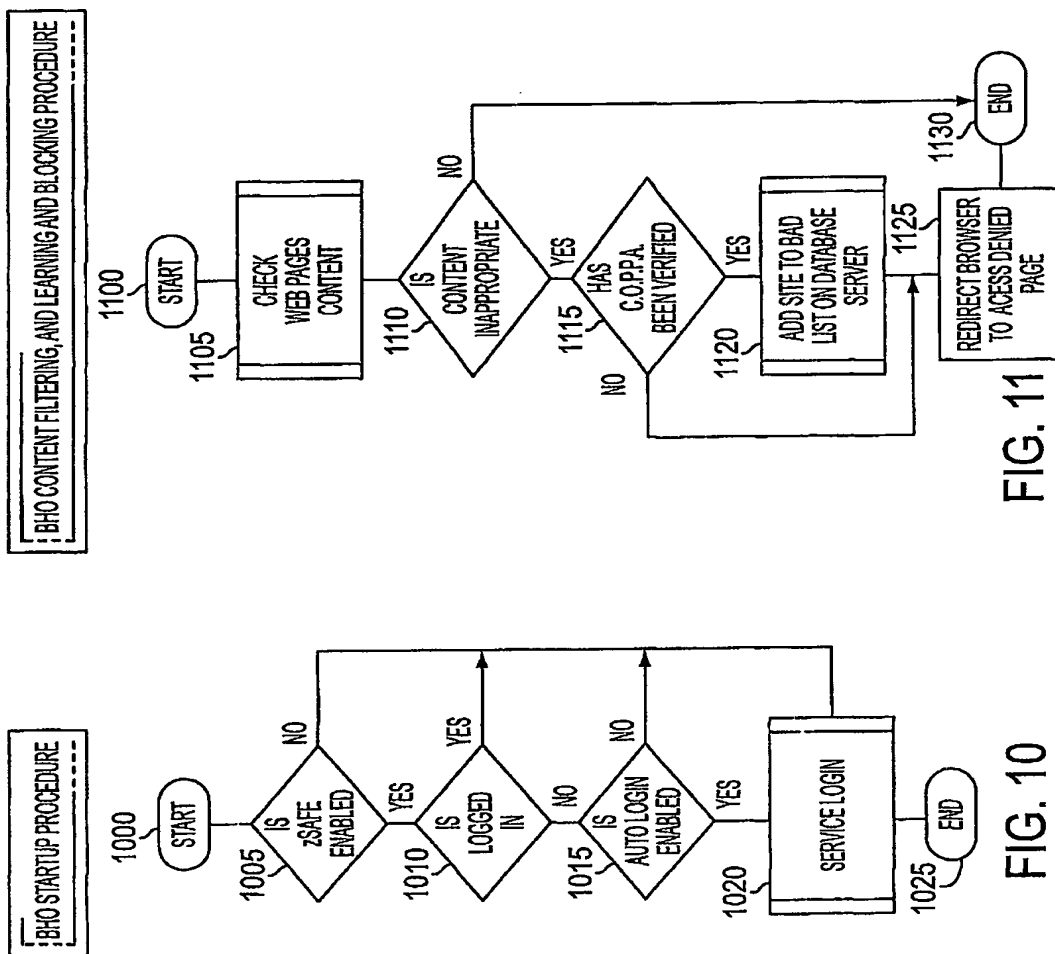 BHO STARTUP PROCEDURE
1000
START
1005
IS
zSAFE
ENABLED
NO
YES
1010
IS
LOGGED
IN
YES
NO
1015
IS
AUTO LOGIN
ENABLED
NO
YES
1020
SERVICE LOGIN
1025
END
FIG. 10
BHO CONTENT FILTERING, AND LEARNING AND BLOCKING PROCEDURE
1100
START
1105
CHECK
WEB PAGES
CONTENT
1110
IS
CONTENT
INAPPROPRIATE
NO
YES
1115
HAS
C.O.P.P.A.
BEEN VERIFIED
NO
YES
1120
ADD SITE TO BAD
LIST ON DATABASE
SERVER
1125
REDIRECT BROWSER
TO ACESS DENIED
PAGE
1130
END
FIG. 11